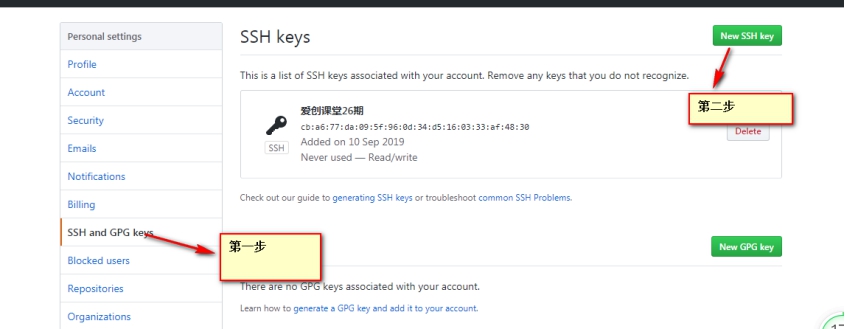 Personal settings
Profile
Account
Security
Emails
Notifications
Billing
SSH and GPG keys
Blocked users
Repositories
Organizations
SSH keys
New SSH key
This is a list of SSH keys associated with your account. Remove any keys that you do not recognize.
第二步
爱创课堂26期
cb:a6:77:da:09:5f:96:0d:34:d5:16:03:33:af:48:30
SSH
Added on 10 Sep 2019
Never used — Read/write
Delete
Check out our guide to generating SSH keys or troubleshoot common SSH Problems.
第一步
New GPG key
There are no GPG keys associated with your account.
Learn how to generate a GPG key and add it to your account.